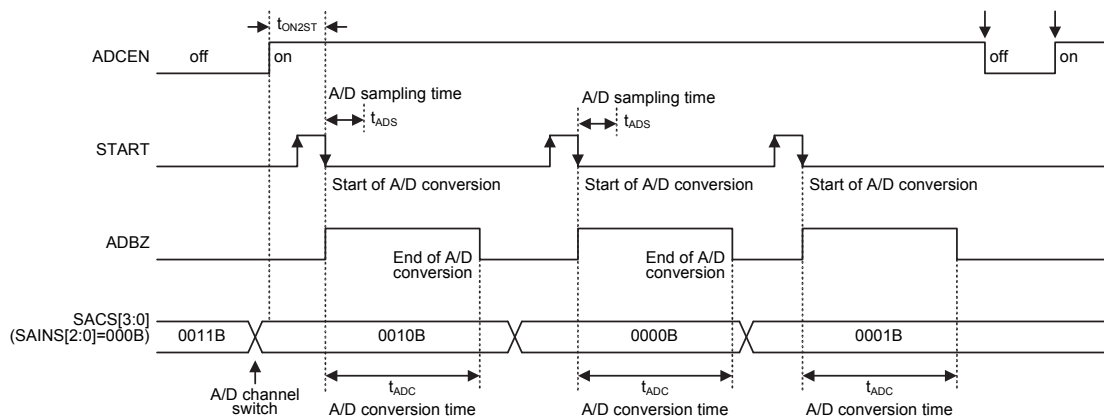 tON2ST
ADCEN
off
on
off
on
A/D sampling time
tADS
A/D sampling time
tADS
START
Start of A/D conversion
Start of A/D conversion
Start of A/D conversion
ADBZ
End of A/D
conversion
End of A/D
conversion
SACS[3:0]
(SAINS[2:0]=000B)
0011B
0010B
0000B
0001B
A/D channel
switch
tADC
A/D conversion time
tADC
A/D conversion time
tADC
A/D conversion time